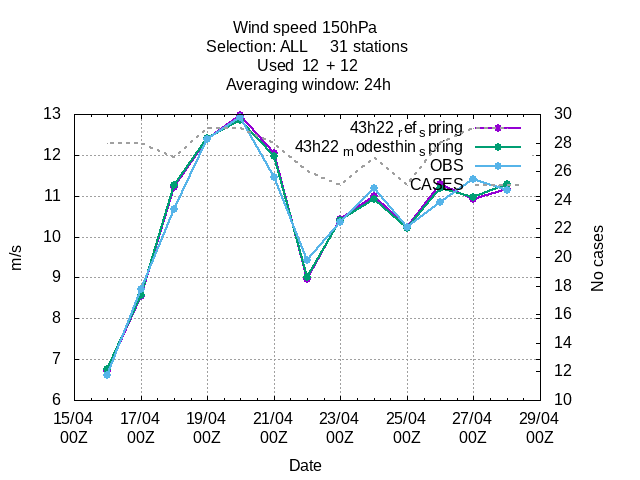 Wind speed 150hPa
Selection: ALL 31 stations
Used 12 + 12
Averaging window: 24h
13 30
43h22 ref spring
43h22 modesthin spring
OBS
CASES
28
12
26
11
24
10
22
20
9
18
8
16
7
14
12
6 10
m/s
No cases
15/04 17/04 19/04 21/04 23/04 25/04 27/04 29/04
00Z 00Z 00Z 00Z 00Z 00Z 00Z 00Z
Date